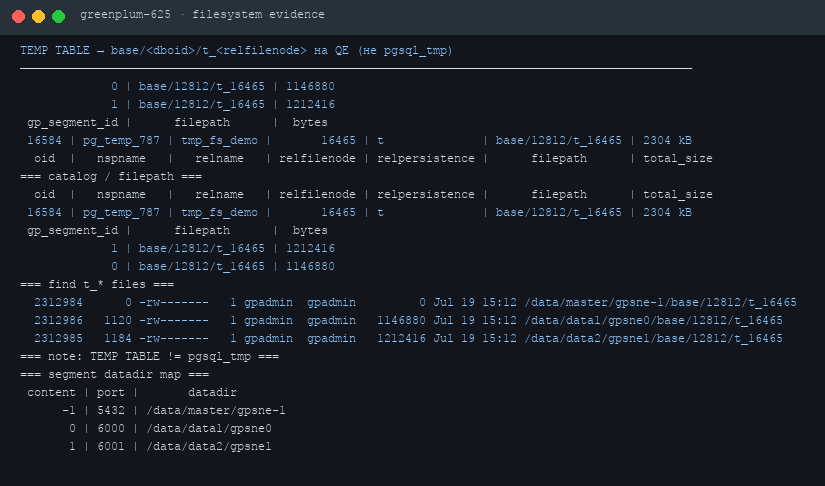 greenplum-625 · filesystem evidence
TEMP TABLE → base/<dboid>/t_<relfilenode> на QE (не pgsql_tmp)
0 | base/12812/t_16465 | 1146880
1 | base/12812/t_16465 | 1212416
gp_segment_id | filepath | bytes
16584 | pg_temp_787 | tmp_fs_demo | 16465 | t | base/12812/t_16465 | 2304 kB
oid | nspname | relname | relfilenode | relpersistence | filepath | total_size
=== catalog / filepath ===
oid | nspname | relname | relfilenode | relpersistence | filepath | total_size
16584 | pg_temp_787 | tmp_fs_demo | 16465 | t | base/12812/t_16465 | 2304 kB
gp_segment_id | filepath | bytes
1 | base/12812/t_16465 | 1212416
0 | base/12812/t_16465 | 1146880
=== find t_* files ===
2312984 0 -rw------- 1 gpadmin gpadmin 0 Jul 19 15:12 /data/master/gpsne-1/base/12812/t_16465
2312986 1120 -rw------- 1 gpadmin gpadmin 1146880 Jul 19 15:12 /data/data1/gpsne0/base/12812/t_16465
2312985 1184 -rw------- 1 gpadmin gpadmin 1212416 Jul 19 15:12 /data/data2/gpsne1/base/12812/t_16465
=== note: TEMP TABLE != pgsql_tmp ===
=== segment datadir map ===
content | port | datadir
-1 | 5432 | /data/master/gpsne-1
0 | 6000 | /data/data1/gpsne0
1 | 6001 | /data/data2/gpsne1